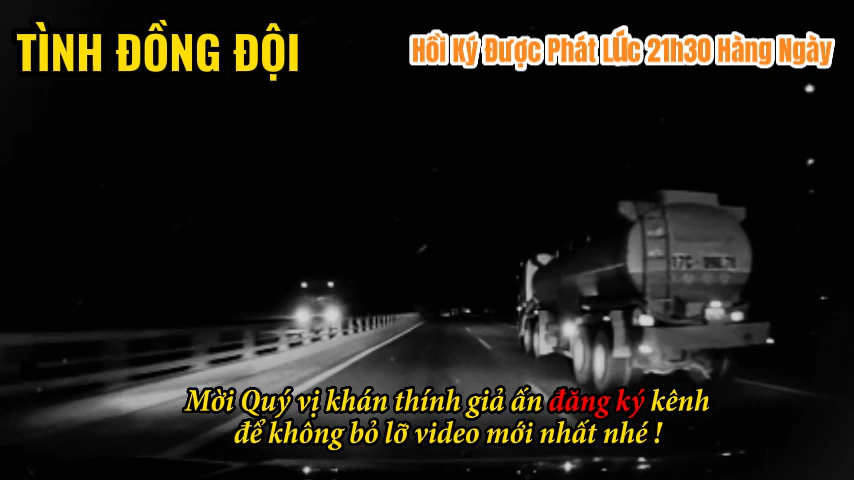 TÌNH ĐỒNG ĐỘI
Hồi Ký Được Phát Lúc 21h30 Hàng Ngày
Mời Quý vị khán thính giả ấn đăng ký kênh
để không bỏ lỡ video mới nhất nhé !